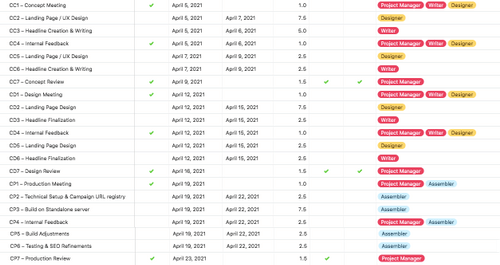 CC1 – Concept Meeting April 5, 2021 1.0 Project Manager Writer Designer
CC2 – Landing Page / UX Design April 5, 2021 April 7, 2021 7.5 Designer
CC3 – Headline Creation & Writing April 5, 2021 April 6, 2021 5.0 Writer
CC4 – Internal Feedback April 5, 2021 April 7, 2021 1.0 Project Manager Writer Designer
CC5 – Landing Page / UX Design April 7, 2021 April 9, 2021 2.5 Designer
CC6 – Headline Creation & Writing April 7, 2021 April 9, 2021 2.5 Writer
CC7 – Concept Review April 9, 2021 1.5 Project Manager
CD1 – Design Meeting April 12, 2021 1.0 Project Manager Writer Designer
CD2 – Landing Page Design April 12, 2021 April 15, 2021 7.5 Designer
CD3 – Headline Finalization April 12, 2021 2.5 Writer
CD4 – Internal Feedback April 12, 2021 April 15, 2021 1.0 Project Manager Writer Designer
CD5 – Landing Page Design April 12, 2021 April 15, 2021 2.5 Designer
CD6 – Headline Finalization April 12, 2021 April 15, 2021 2.5 Writer
CD7 – Design Review April 16, 2021 1.5 Project Manager
CP1 – Production Meeting April 19, 2021 1.0 Project Manager Assembler
CP2 – Technical Setup & Campaign URL registry April 19, 2021 April 22, 2021 2.5 Assembler
CP3 – Build on Standalone server April 19, 2021 April 22, 2021 7.5 Assembler
CP4 – Internal Feedback April 19, 2021 April 22, 2021 2.5 Project Manager Assembler
CP5 – Build Adjustments April 19, 2021 April 22, 2021 2.5 Assembler
CP6 – Testing & SEO Refinements April 19, 2021 April 22, 2021 2.5 Assembler
CP7 – Production Review April 23, 2021 1.5 Project Manager